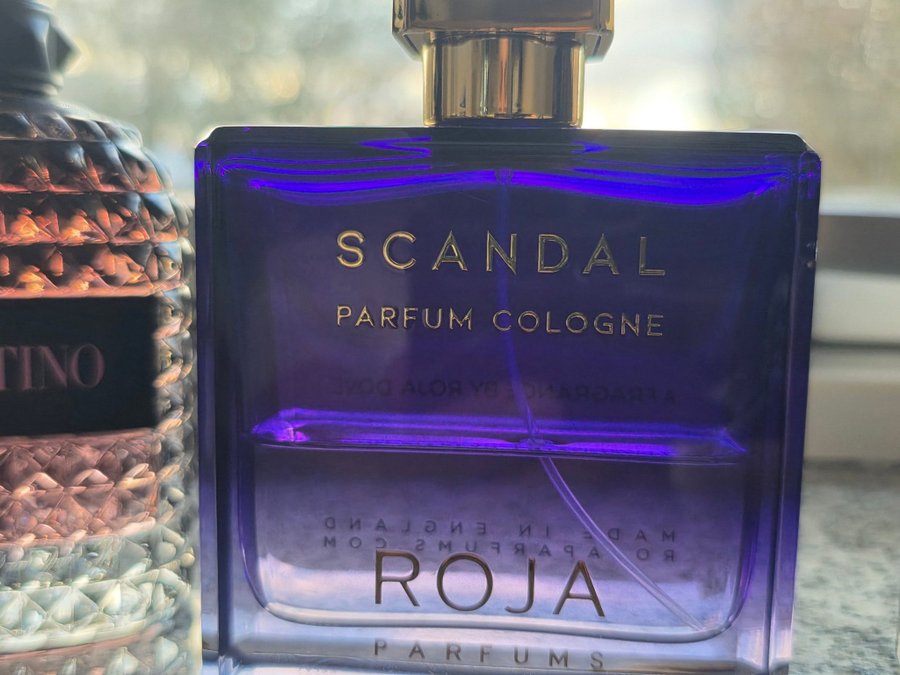 TINO
SCANDAL
PARFUM COLOGNE
A FRAGRANCE BY ROJA DOVE
MADE IN ENGLAND
ROJAPARFUMS.COM
ROJA
PARFUMS